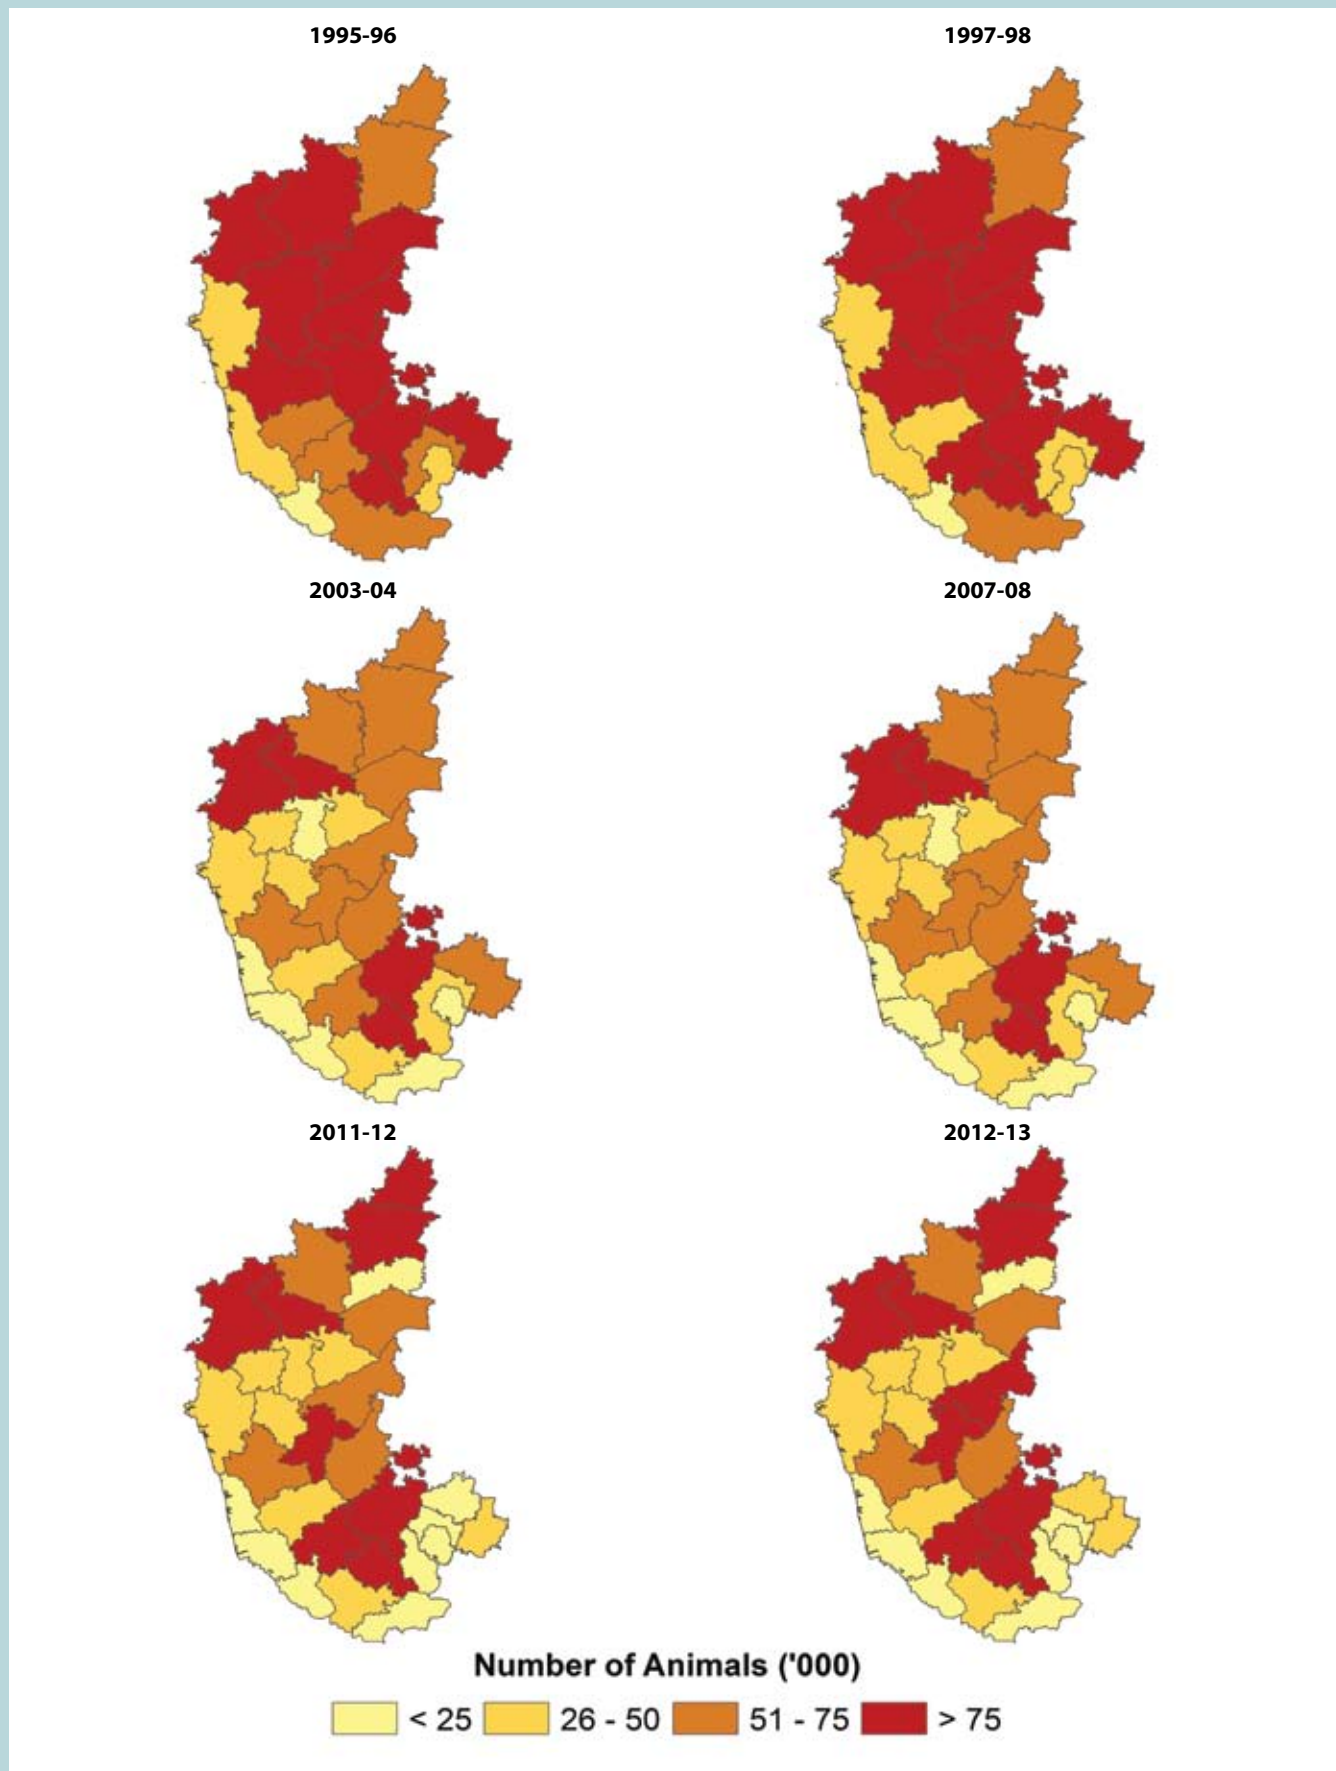 1995-96
1997-98
2003-04
2007-08
2011-12
2012-13
Number of Animals ('000)
< 25
26 - 50
51 - 75
> 75